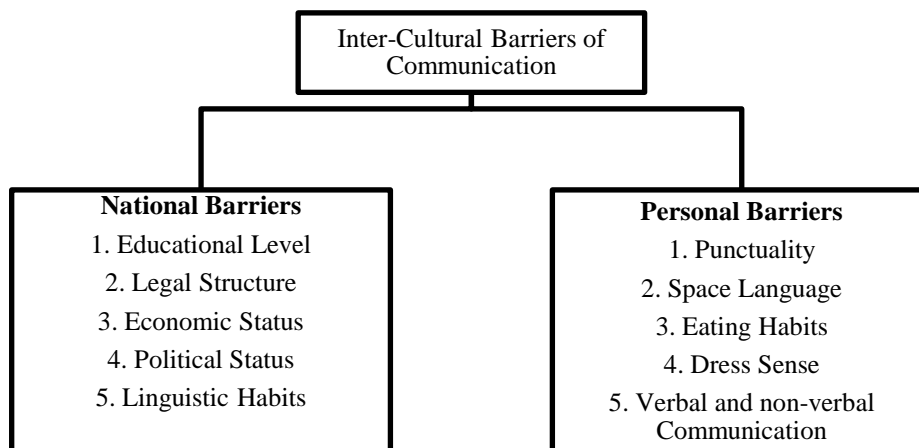 Inter-Cultural Barriers of
Communication
National Barriers
1. Educational Level
2. Legal Structure
3. Economic Status
4. Political Status
5. Linguistic Habits
Personal Barriers
1. Punctuality
2. Space Language
3. Eating Habits
4. Dress Sense
5. Verbal and non-verbal
Communication